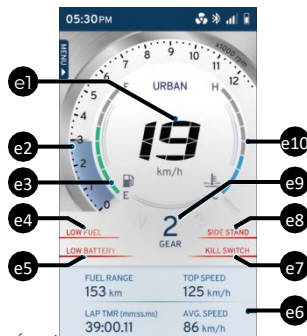 05:30PM
MENU
x1000 rpm
0 1 2 3 4 5 6 7 8 9 10 11 12
e1
URBAN
F
H
19
km/h
e2
e10
e3
E
C
e9
2
GEAR
e4
LOW FUEL
SIDE STAND
e8
e5
LOW BATTERY
KILL SWITCH
e7
FUEL RANGE
TOP SPEED
153 km
125 km/h
e6
LAP TMR (mm:ss.ms)
AVG. SPEED
39:00.11
86 km/h